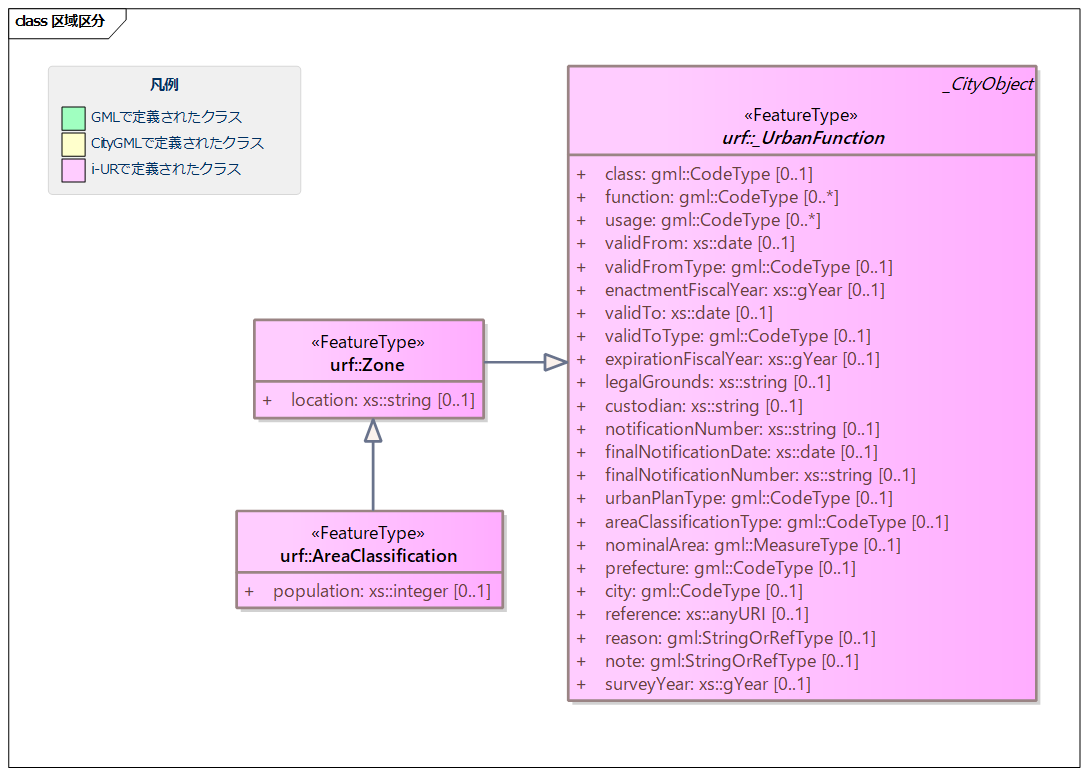 class 区域区分
凡例
GMLで定義されたクラス
CityGMLで定義されたクラス
i-URで定義されたクラス
_CityObject
«FeatureType»
urf::_UrbanFunction
+ class: gml::CodeType [0..1]
+ function: gml::CodeType [0..*]
+ usage: gml::CodeType [0..*]
+ validFrom: xs::date [0..1]
+ validFromType: gml::CodeType [0..1]
+ enactmentFiscalYear: xs::gYear [0..1]
+ validTo: xs::date [0..1]
+ validToType: gml::CodeType [0..1]
+ expirationFiscalYear: xs::gYear [0..1]
+ legalGrounds: xs::string [0..1]
+ custodian: xs::string [0..1]
+ notificationNumber: xs::string [0..1]
+ finalNotificationDate: xs::date [0..1]
+ finalNotificationNumber: xs::string [0..1]
+ urbanPlanType: gml::CodeType [0..1]
+ areaClassificationType: gml::CodeType [0..1]
+ nominalArea: gml::MeasureType [0..1]
+ prefecture: gml::CodeType [0..1]
+ city: gml::CodeType [0..1]
+ reference: xs::anyURI [0..1]
+ reason: gml:StringOrRefType [0..1]
+ note: gml:StringOrRefType [0..1]
+ surveyYear: xs::gYear [0..1]
«FeatureType»
urf::Zone
+ location: xs::string [0..1]
«FeatureType»
urf::AreaClassification
+ population: xs::integer [0..1]